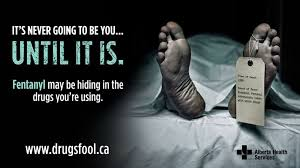 IT'S NEVER GOING TO BE YOU...
UNTIL IT IS.
Fentanyl may be hiding in the
drugs you're using.
www.drugsfool.ca
Alberta Health
Services